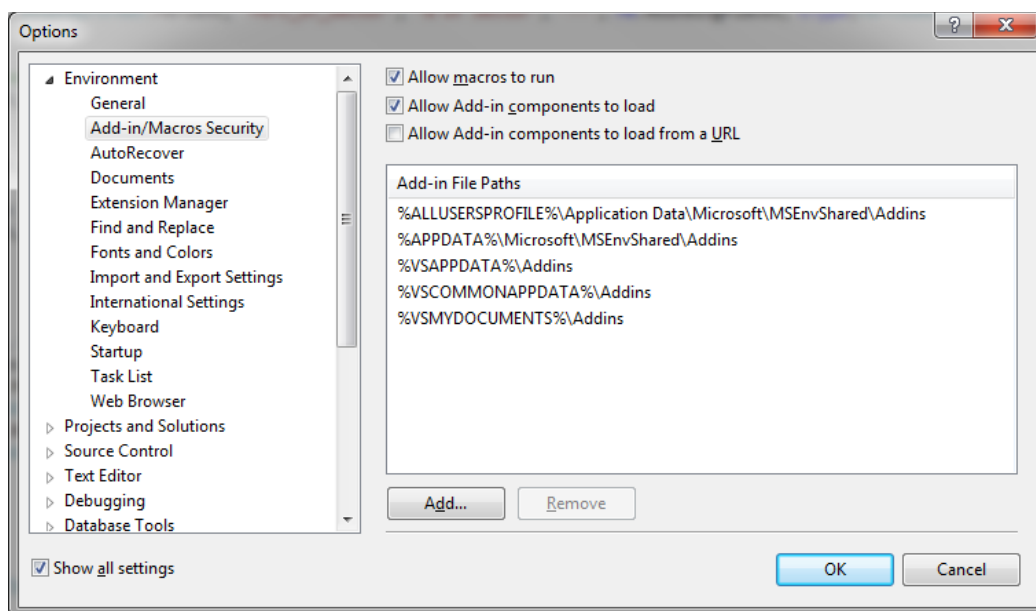 Options
Environment
General
Add-in/Macros Security
AutoRecover
Documents
Extension Manager
Find and Replace
Fonts and Colors
Import and Export Settings
International Settings
Keyboard
Startup
Task List
Web Browser
Projects and Solutions
Source Control
Text Editor
Debugging
Database Tools
Show all settings
Allow macros to run
Allow Add-in components to load
Allow Add-in components to load from a URL
Add-in File Paths
%ALLUSERSPROFILE%\Application Data\Microsoft\MSEnvShared\Addins
%APPDATA%\Microsoft\MSEnvShared\Addins
%VSAPPDATA%\Addins
%VSCOMMONAPPDATA%\Addins
%VSMYDOCUMENTS%\Addins
Add... Remove
OK Cancel